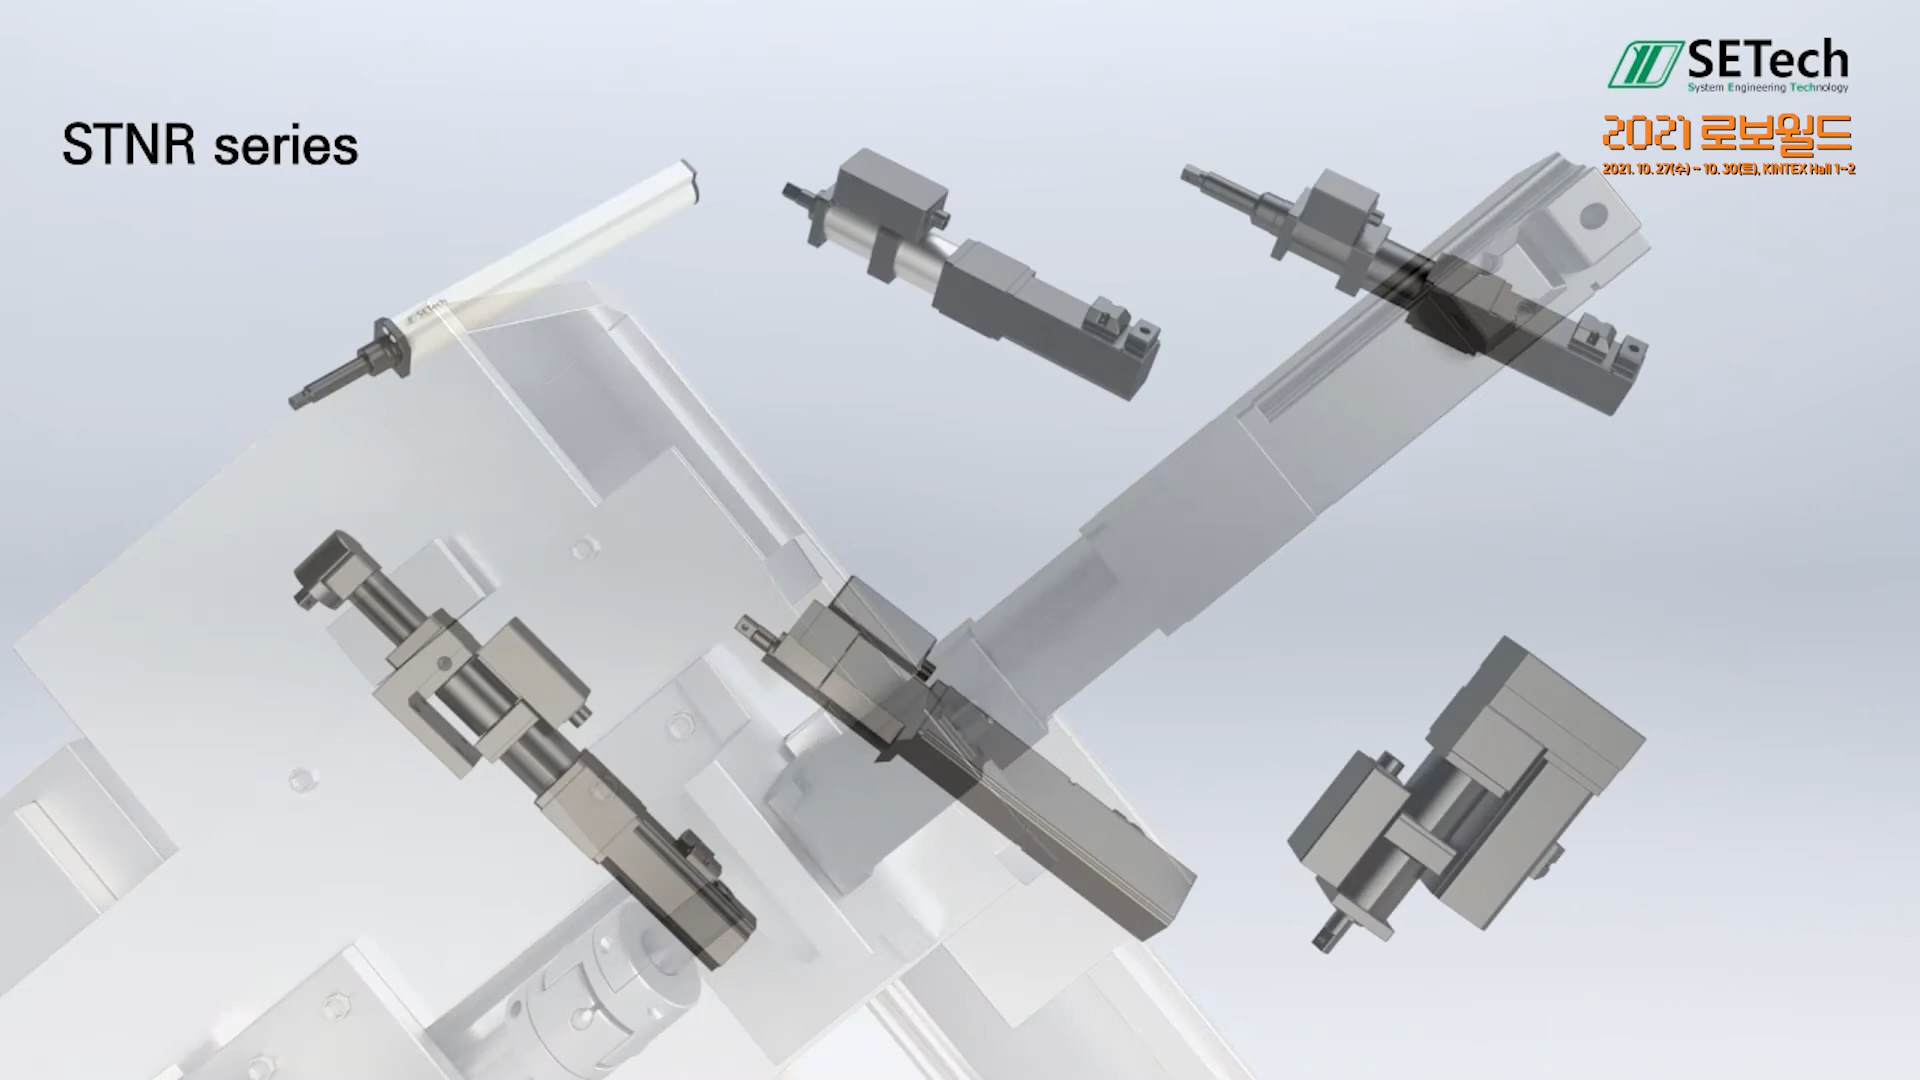 SETech
System Engineering Technology
2021 로보월드
2021. 10. 27(수) ~ 10. 30(토), KINTEX Hall 1~2
STNR series
SETech